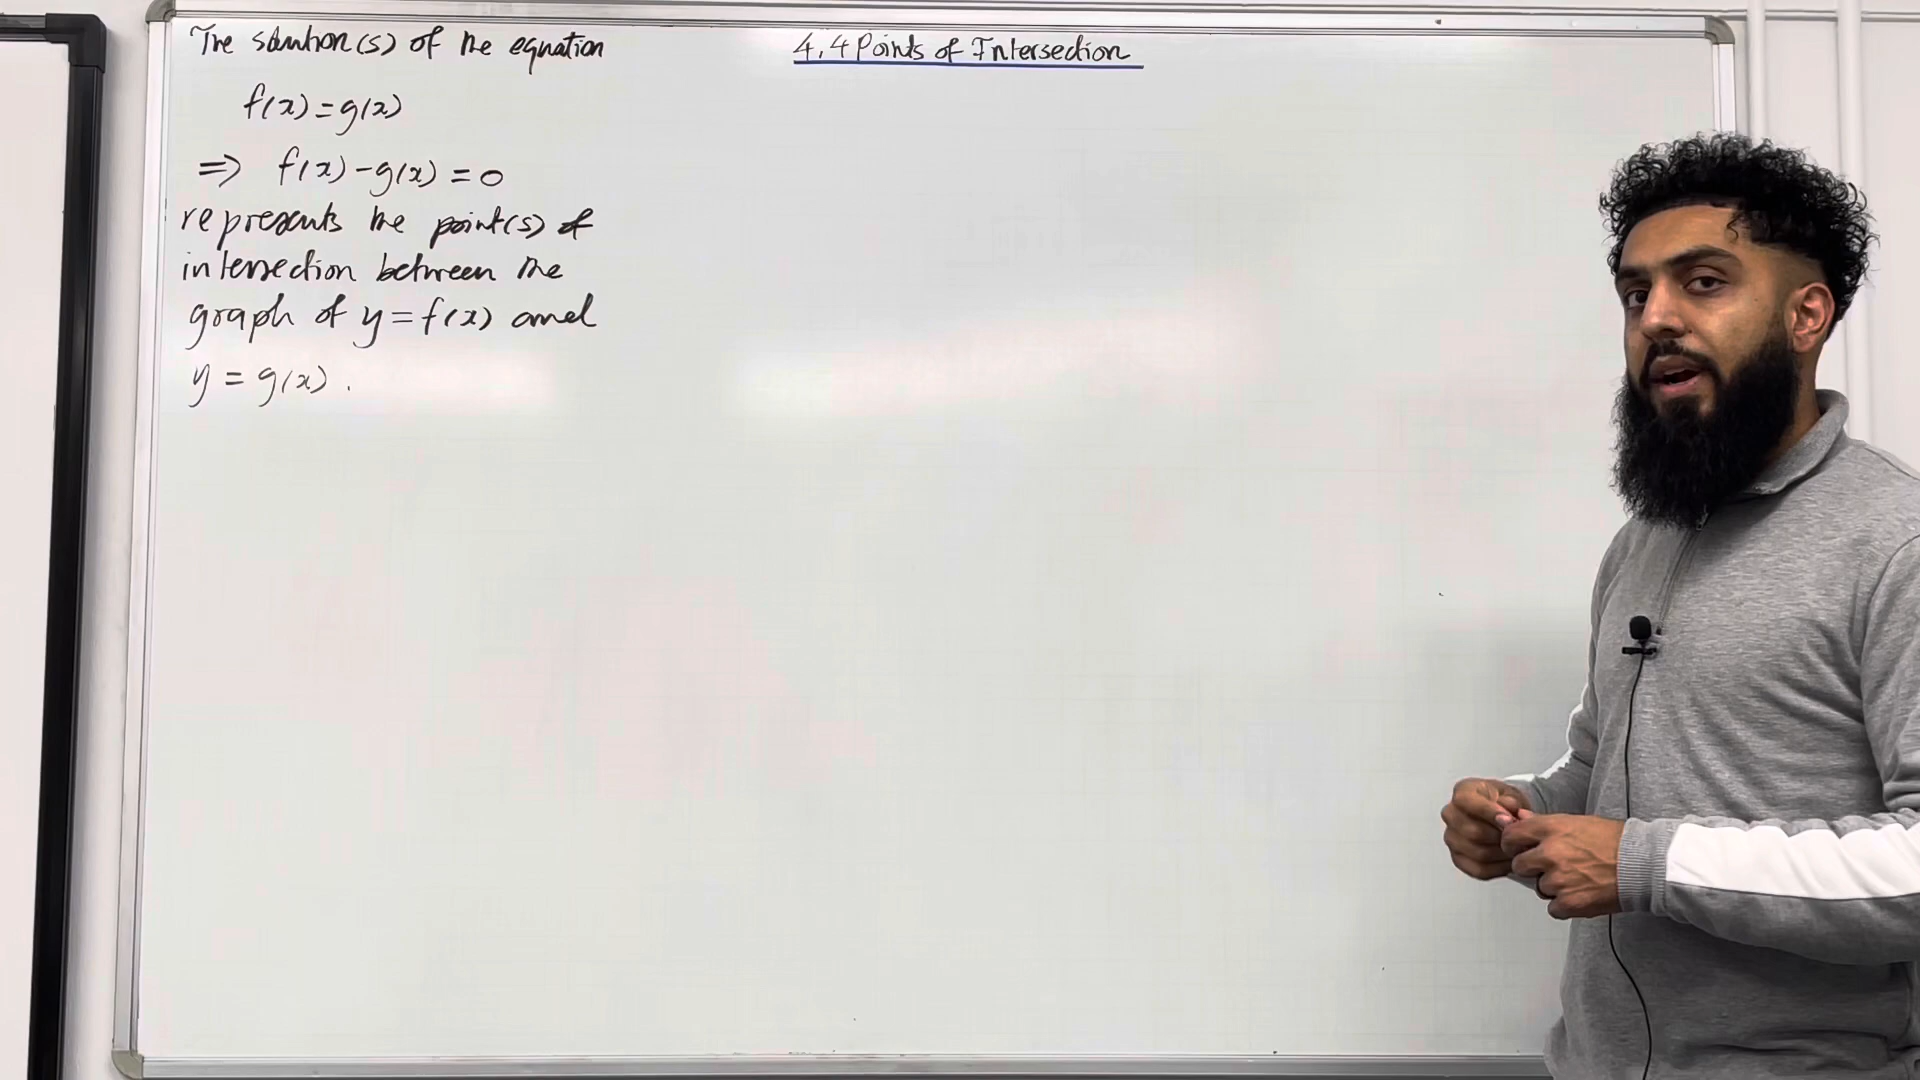 The solution(s) of the equation
f(x) = g(x)
⇒ f(x) - g(x) = 0
represents the point(s) of
intersection between the
graph of y = f(x) and
y = g(x).
4.4 Points of Intersection